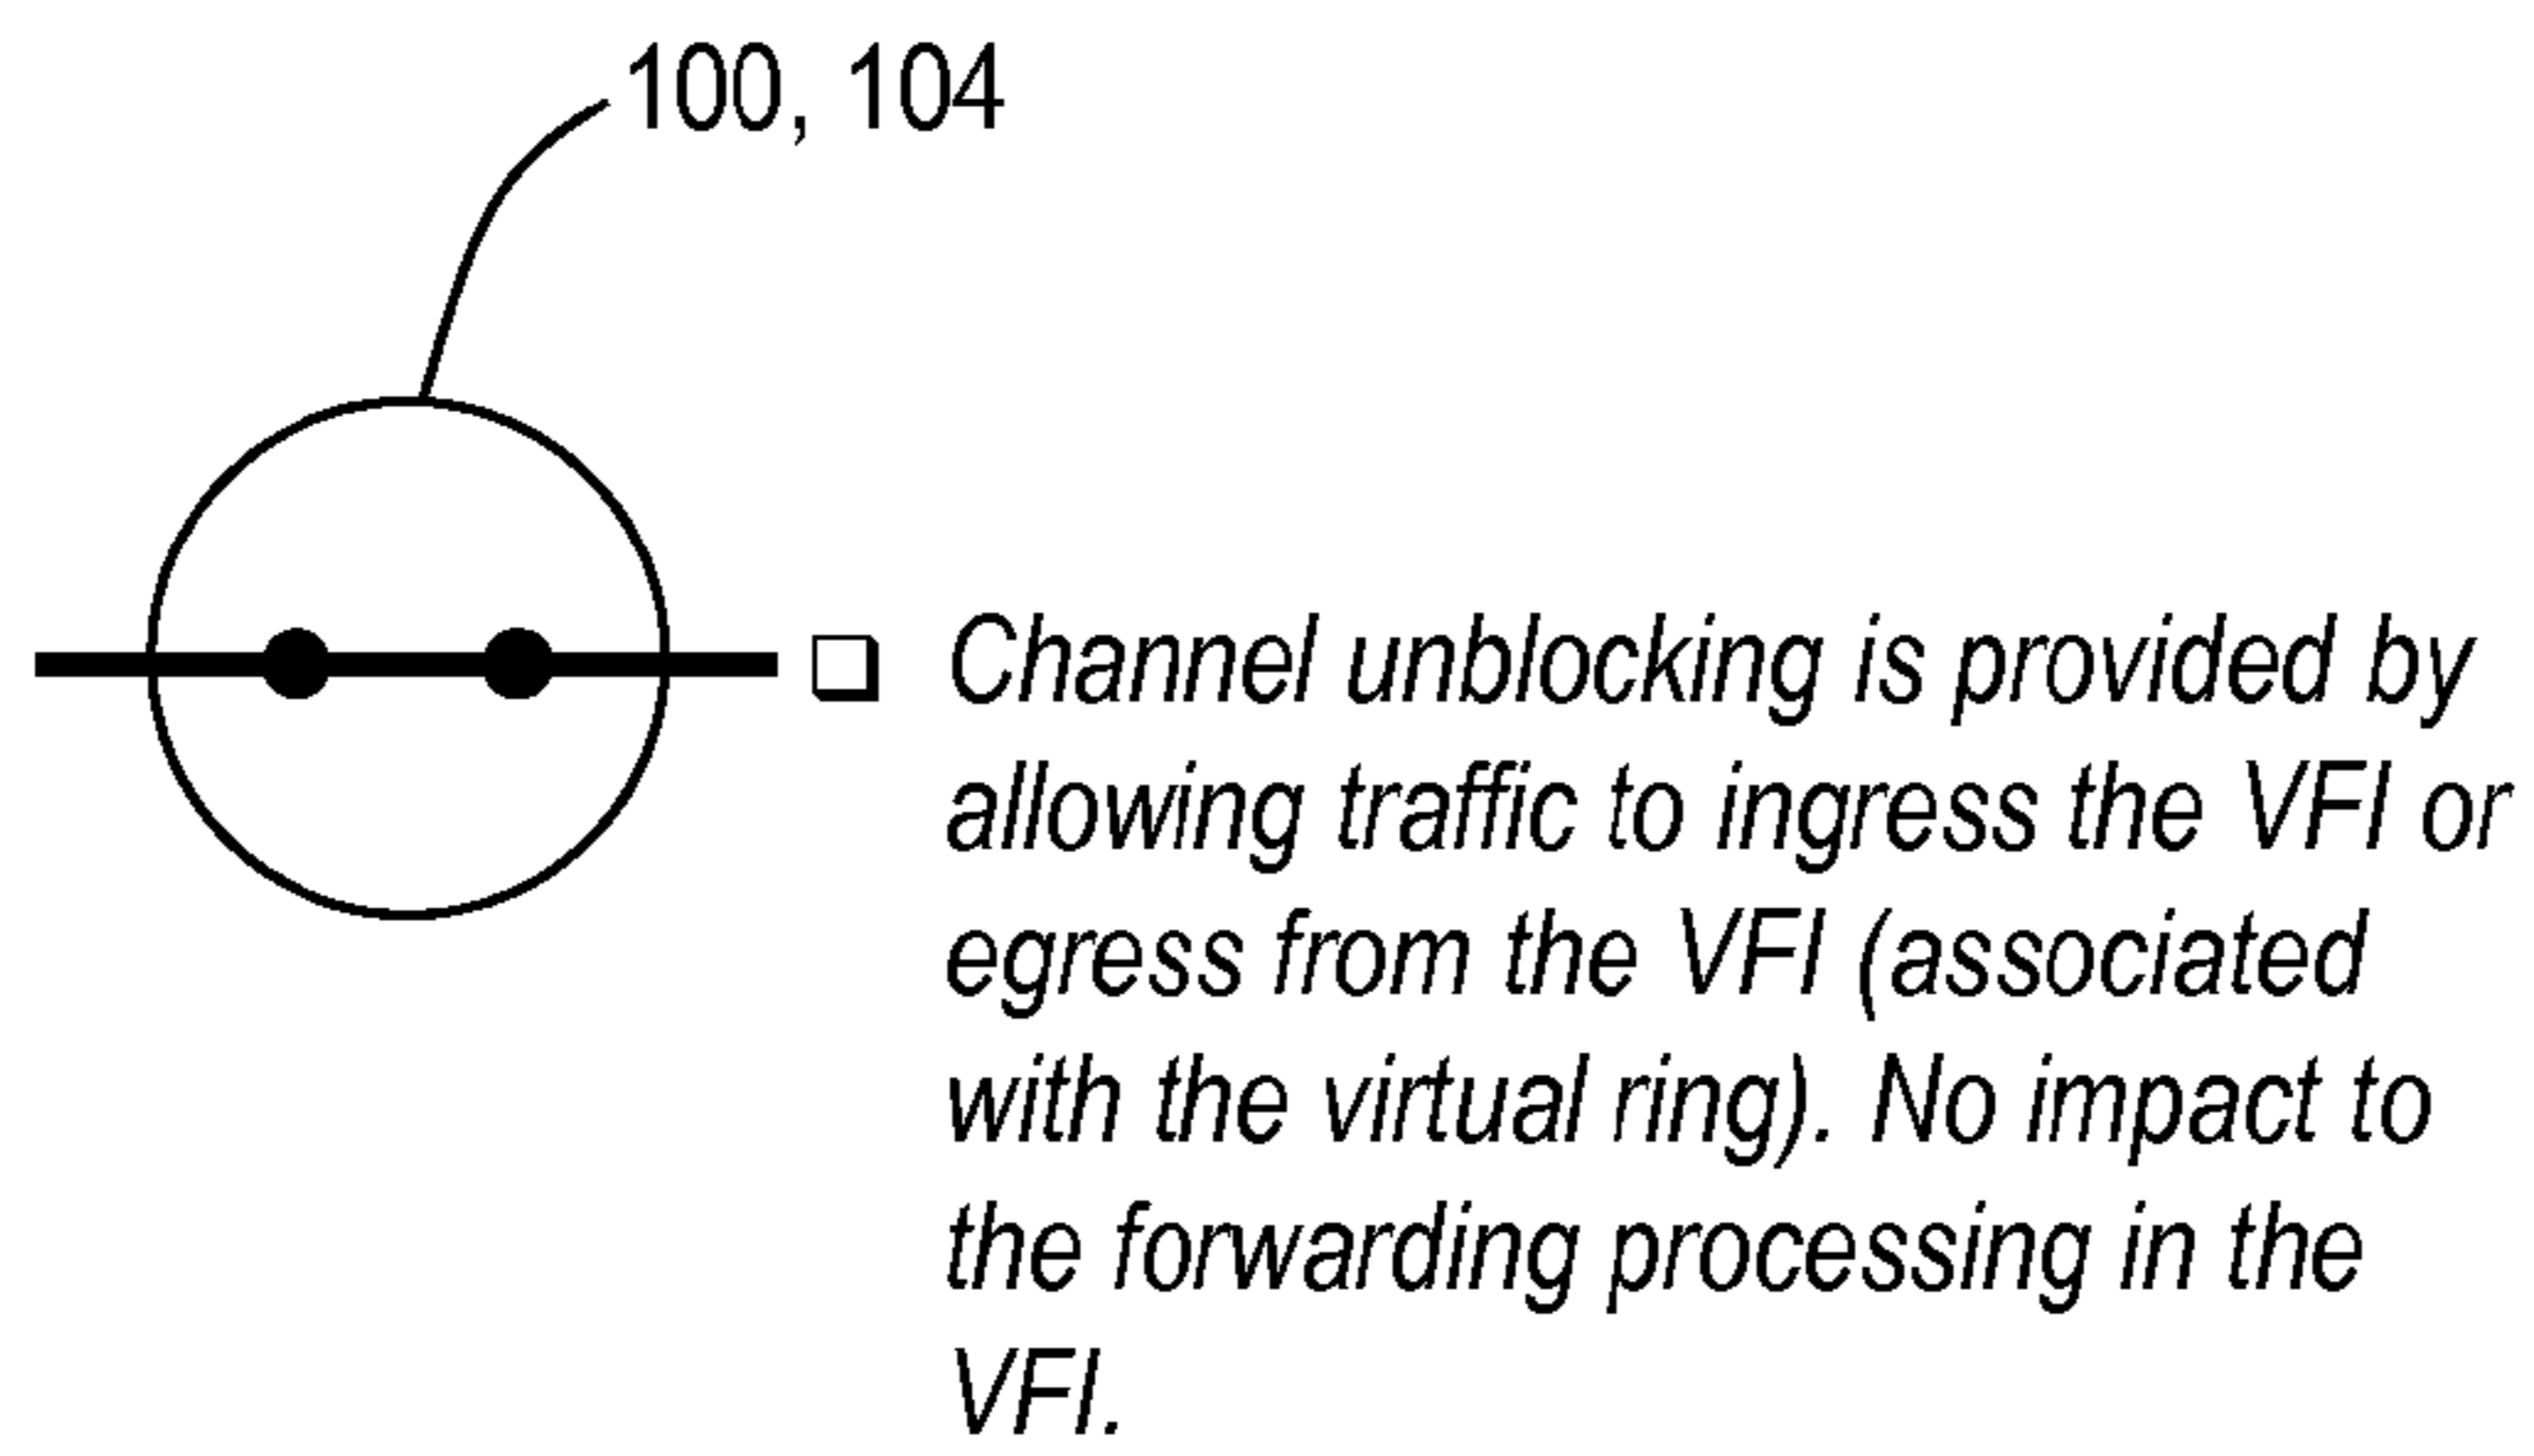 100, 104
❑ Channel unblocking is provided by
allowing traffic to ingress the VFI or
egress from the VFI (associated
with the virtual ring). No impact to
the forwarding processing in the
VFI.